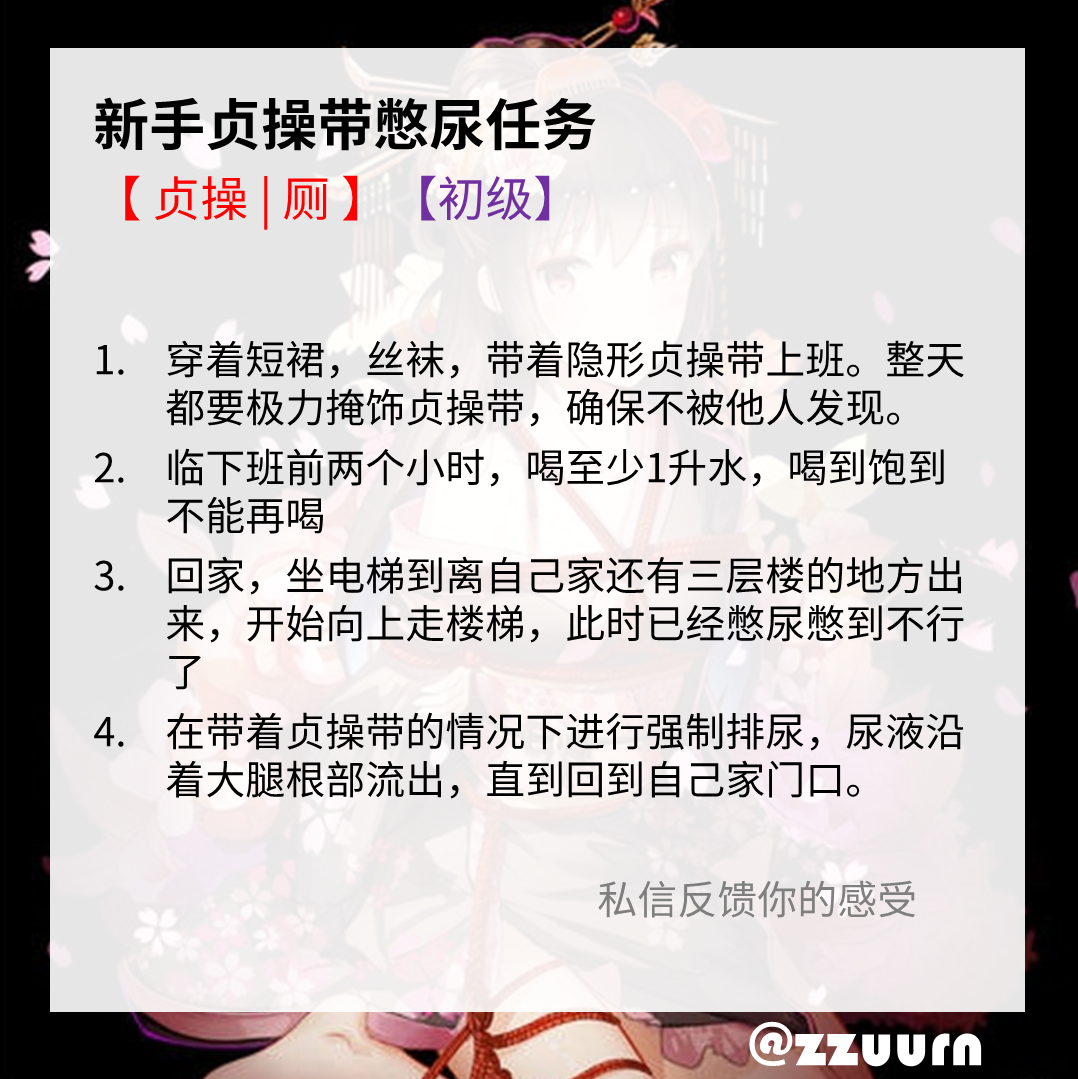 新手贞操带憋尿任务
【 贞操 | 厕 】 【初级】
1. 穿着短裙，丝袜，带着隐形贞操带上班。整天
都要极力掩饰贞操带，确保不被他人发现。
2. 临下班前两个小时，喝至少1升水，喝到饱到
不能再喝
3. 回家，坐电梯到离自己家还有三层楼的地方出
来，开始向上走楼梯，此时已经憋尿憋到不行
了
4. 在带着贞操带的情况下进行强制排尿，尿液沿
着大腿根部流出，直到回到自己家门口。
私信反馈你的感受
@zzuurn